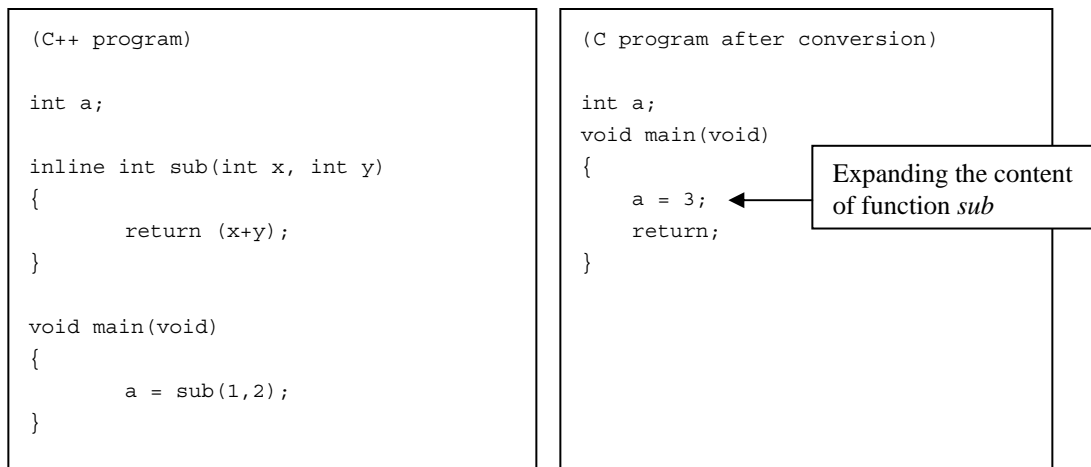 (C++ program)
int a;
inline int sub(int x, int y)
{
return (x+y);
}
void main(void)
{
a = sub(1,2);
}
(C program after conversion)
int a;
void main(void)
{
a = 3;
return;
}
Expanding the content
of function sub